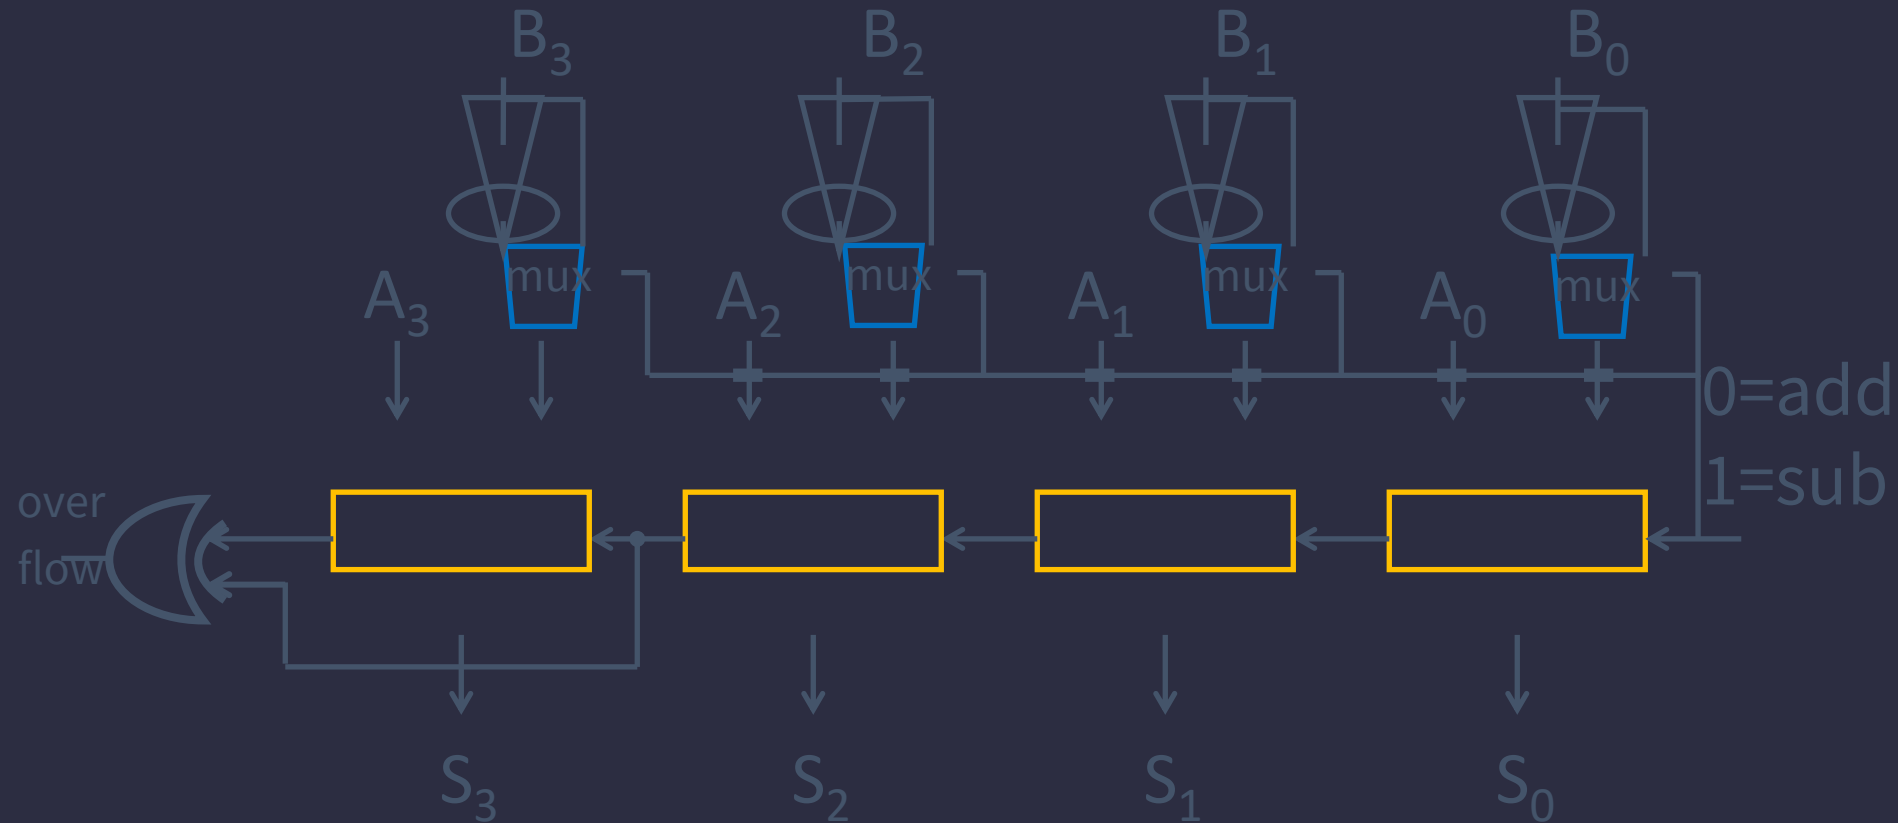 B₃ B₂ B₁ B₀
mux mux mux mux
A₃ A₂ A₁ A₀
0=add
1=sub
over
flow
S₃ S₂ S₁ S₀